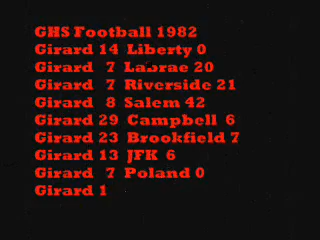 GHS Football 1982
Girard 14 Liberty 0
Girard 7 Labrae 20
Girard 7 Riverside 21
Girard 8 Salem 42
Girard 29 Campbell 6
Girard 23 Brookfield 7
Girard 13 JFK 6
Girard 7 Poland 0
Girard 1